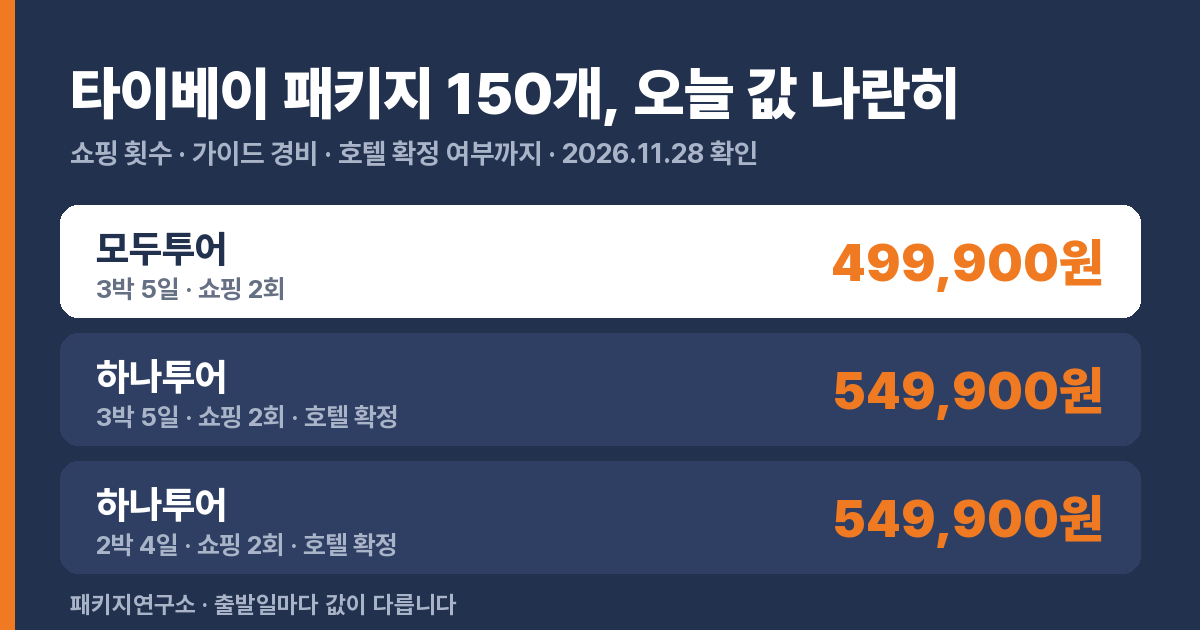 타이베이 패키지 150개, 오늘 값 나란히
쇼핑 횟수 · 가이드 경비 · 호텔 확정 여부까지 · 2026.11.28 확인
모두투어
499,900원
3박 5일 · 쇼핑 2회
하나투어
549,900원
3박 5일 · 쇼핑 2회 · 호텔 확정
하나투어
549,900원
2박 4일 · 쇼핑 2회 · 호텔 확정
패키지연구소 · 출발일마다 값이 다릅니다